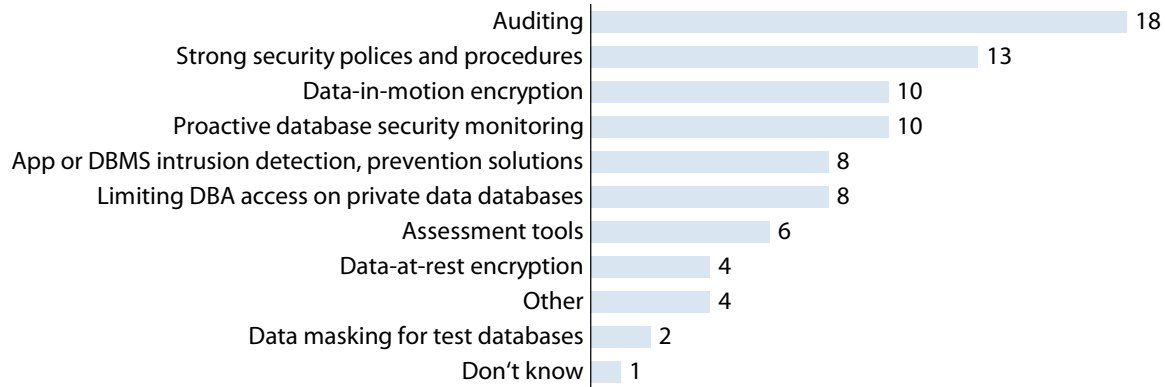 Auditing 18
Strong security polices and procedures 13
Data-in-motion encryption 10
Proactive database security monitoring 10
App or DBMS intrusion detection, prevention solutions 8
Limiting DBA access on private data databases 8
Assessment tools 6
Data-at-rest encryption 4
Other 4
Data masking for test databases 2
Don‘t know 1